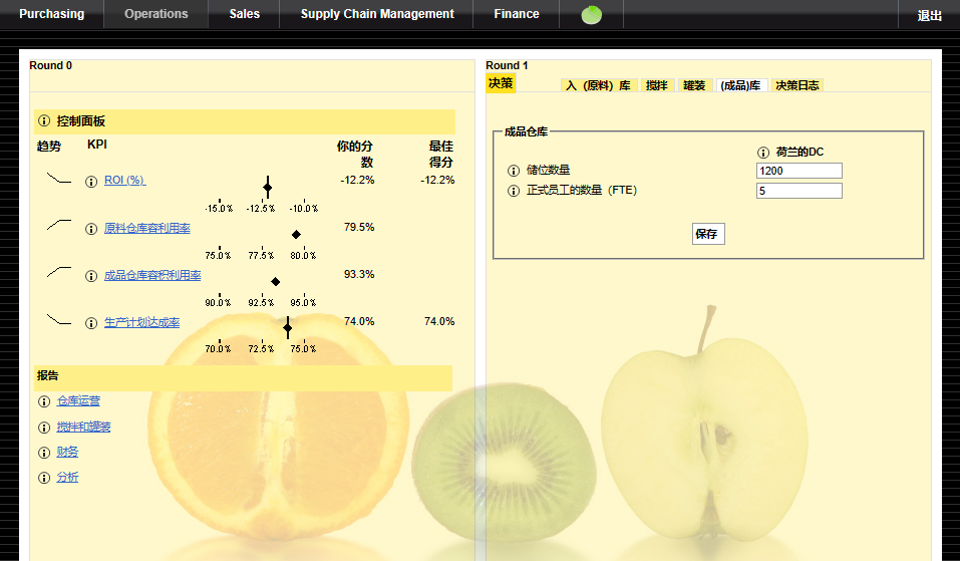 Purchasing Operations Sales Supply Chain Management Finance 退出
Round 0
控制面板
趋势 KPI 你的分数 最佳得分
ROI (%) -12.2% -12.2%
-15.0% -12.5% -10.0%
原料仓库容利用率 79.5%
75.0% 77.5% 80.0%
成品仓库容积利用率 93.3%
90.0% 92.5% 95.0%
生产计划达成率 74.0% 74.0%
70.0% 72.5% 75.0%
报告
仓库运营
搅拌和罐装
财务
分析
Round 1
决策 入（原料）库 搅拌 罐装 (成品)库 决策日志
成品仓库
荷兰的DC
储位数量 1200
正式员工的数量（FTE） 5
保存